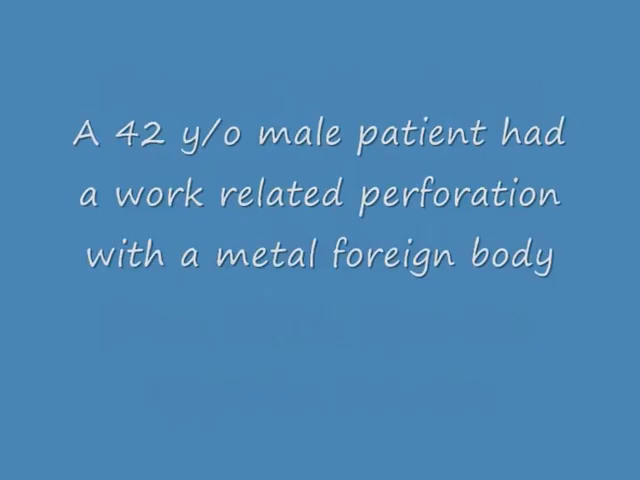 A 42 y/o male patient had
a work related perforation
with a metal foreign body